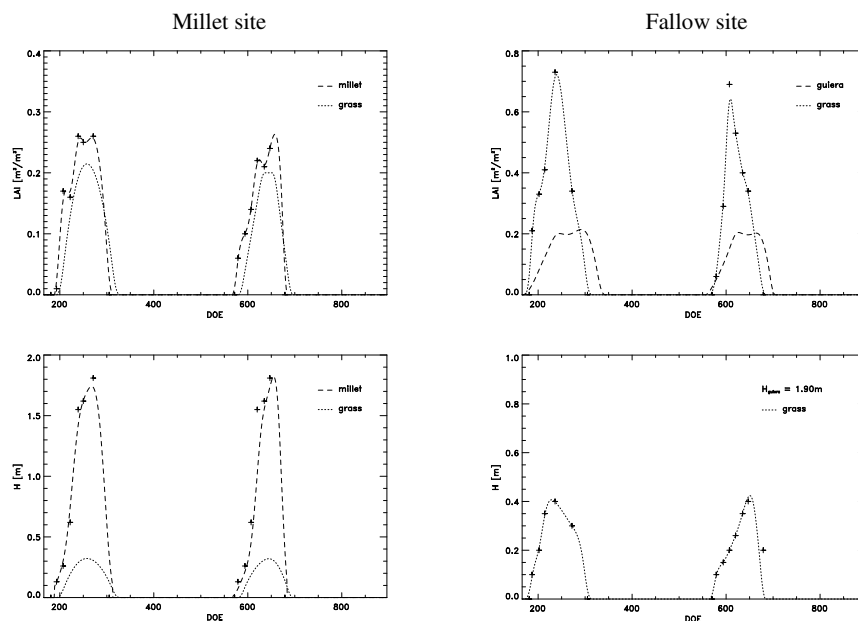 Millet site
Fallow site
0.4
0.3
0.2
0.1
0.0
LAI [m²/m²]
millet
grass
200 400 600 800
DOE
0.8
0.6
0.4
0.2
0.0
LAI [m²/m²]
guiera
grass
200 400 600 800
DOE
2.0
1.5
1.0
0.5
0.0
H [m]
millet
grass
200 400 600 800
DOE
1.0
0.8
0.6
0.4
0.2
0.0
H [m]
H guiera = 1.90m
grass
200 400 600 800
DOE